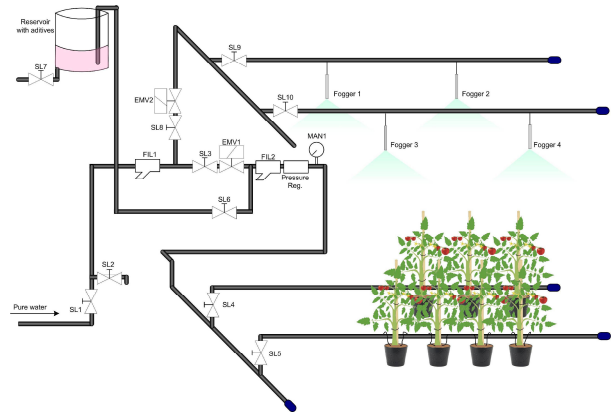 Reservoir
with aditives
SL7
SL9
SL10
Fogger 1
Fogger 2
EMV2
SL8
Fogger 3
Fogger 4
MAN1
EMV1
FIL1
SL3
FIL2
Pressure
Reg.
SL6
SL2
Pure water
SL1
SL4
SL5